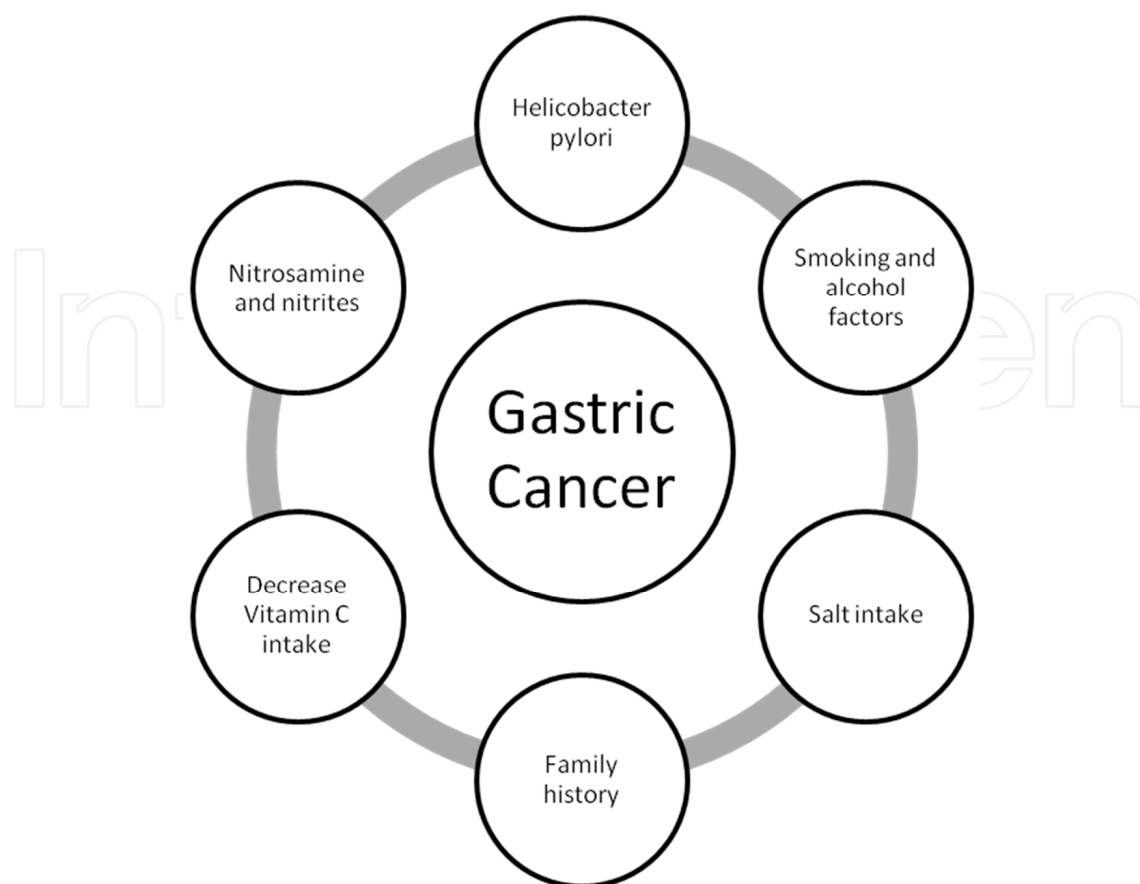 Helicobacter
pylori
Smoking and
alcohol
factors
Salt intake
Family
history
Decrease
Vitamin C
intake
Nitrosamine
and nitrites
Gastric
Cancer